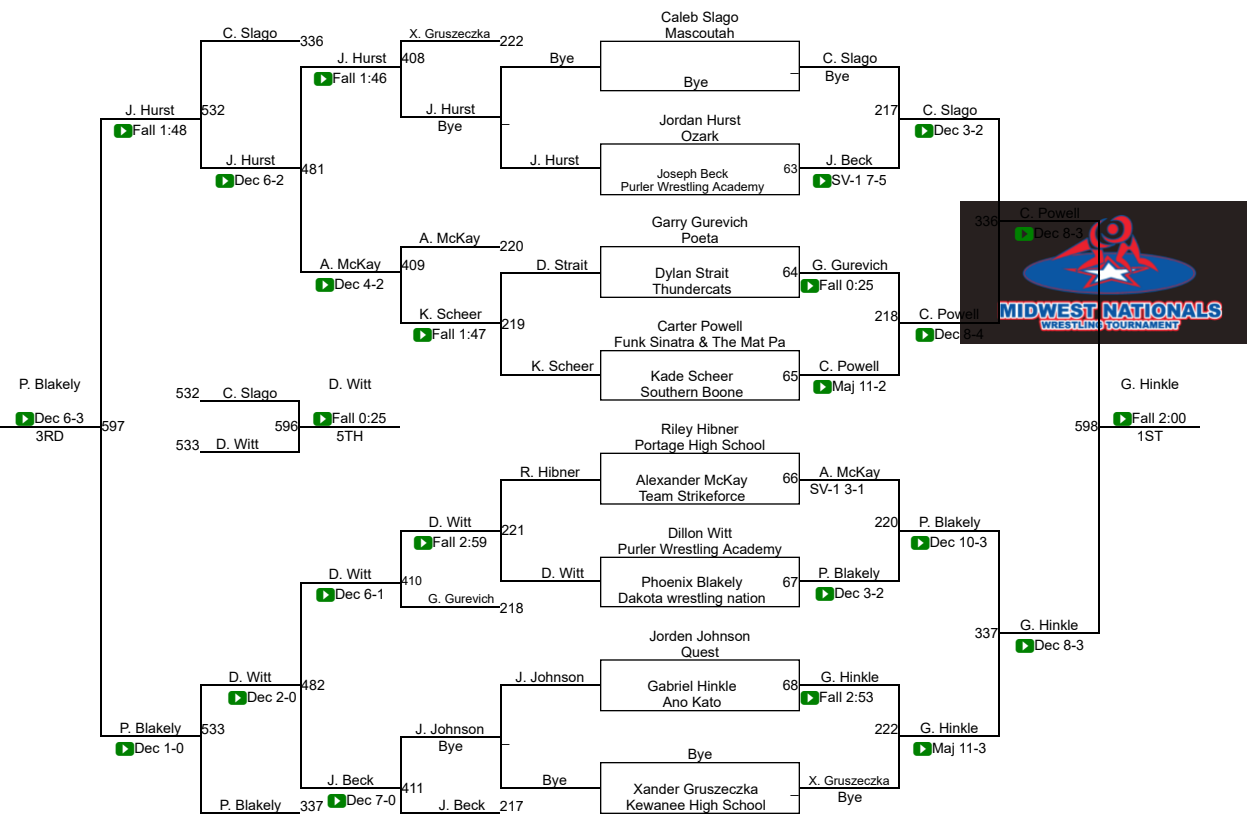 Caleb Slago
Mascoutah
C. Slago
336
X. Gruszeczka
222
J. Hurst
408
Bye
C. Slago
Fall 1:46
Bye
_
Bye
J. Hurst
532
J. Hurst
217
C. Slago
Fall 1:48
Bye
_
Jordan Hurst
Dec 3-2
Ozark
J. Hurst
481
J. Hurst
Joseph Beck
63
J. Beck
Dec 6-2
Purler Wrestling Academy
SV-1 7-5
Garry Gurevich
336
C. Powell
Poeta
Dec 8-3
A. McKay
220
A. McKay
409
D. Strait
Dylan Strait
64
G. Gurevich
Dec 4-2
Thundercats
Fall 0:25
MIDWEST NATIONALS
WRESTLING TOURNAMENT
K. Scheer
219
Carter Powell
218
C. Powell
Fall 1:47
Funk Sinatra & The Mat Pa
Dec 8-4
K. Scheer
Kade Scheer
65
C. Powell
Southern Boone
Maj 11-2
P. Blakely
D. Witt
G. Hinkle
532
C. Slago
Dec 6-3
597
596
Fall 0:25
598
Fall 2:00
3RD
5TH
1ST
533
D. Witt
Riley Hibner
Portage High School
R. Hibner
Alexander McKay
66
A. McKay
Team Strikeforce
SV-1 3-1
D. Witt
221
Dillon Witt
220
P. Blakely
Fall 2:59
Purler Wrestling Academy
Dec 10-3
D. Witt
410
D. Witt
Phoenix Blakely
67
P. Blakely
Dec 6-1
Dakota wrestling nation
Dec 3-2
G. Gurevich
218
Jorden Johnson
337
G. Hinkle
Quest
Dec 8-3
D. Witt
482
J. Johnson
Gabriel Hinkle
68
G. Hinkle
Dec 2-0
Ano Kato
Fall 2:53
P. Blakely
533
J. Johnson
222
G. Hinkle
Dec 1-0
Bye
_
Bye
Maj 11-3
J. Beck
411
Bye
Xander Gruszeczka
_
X. Gruszeczka
Dec 7-0
Kewanee High School
Bye
P. Blakely
337
J. Beck
217